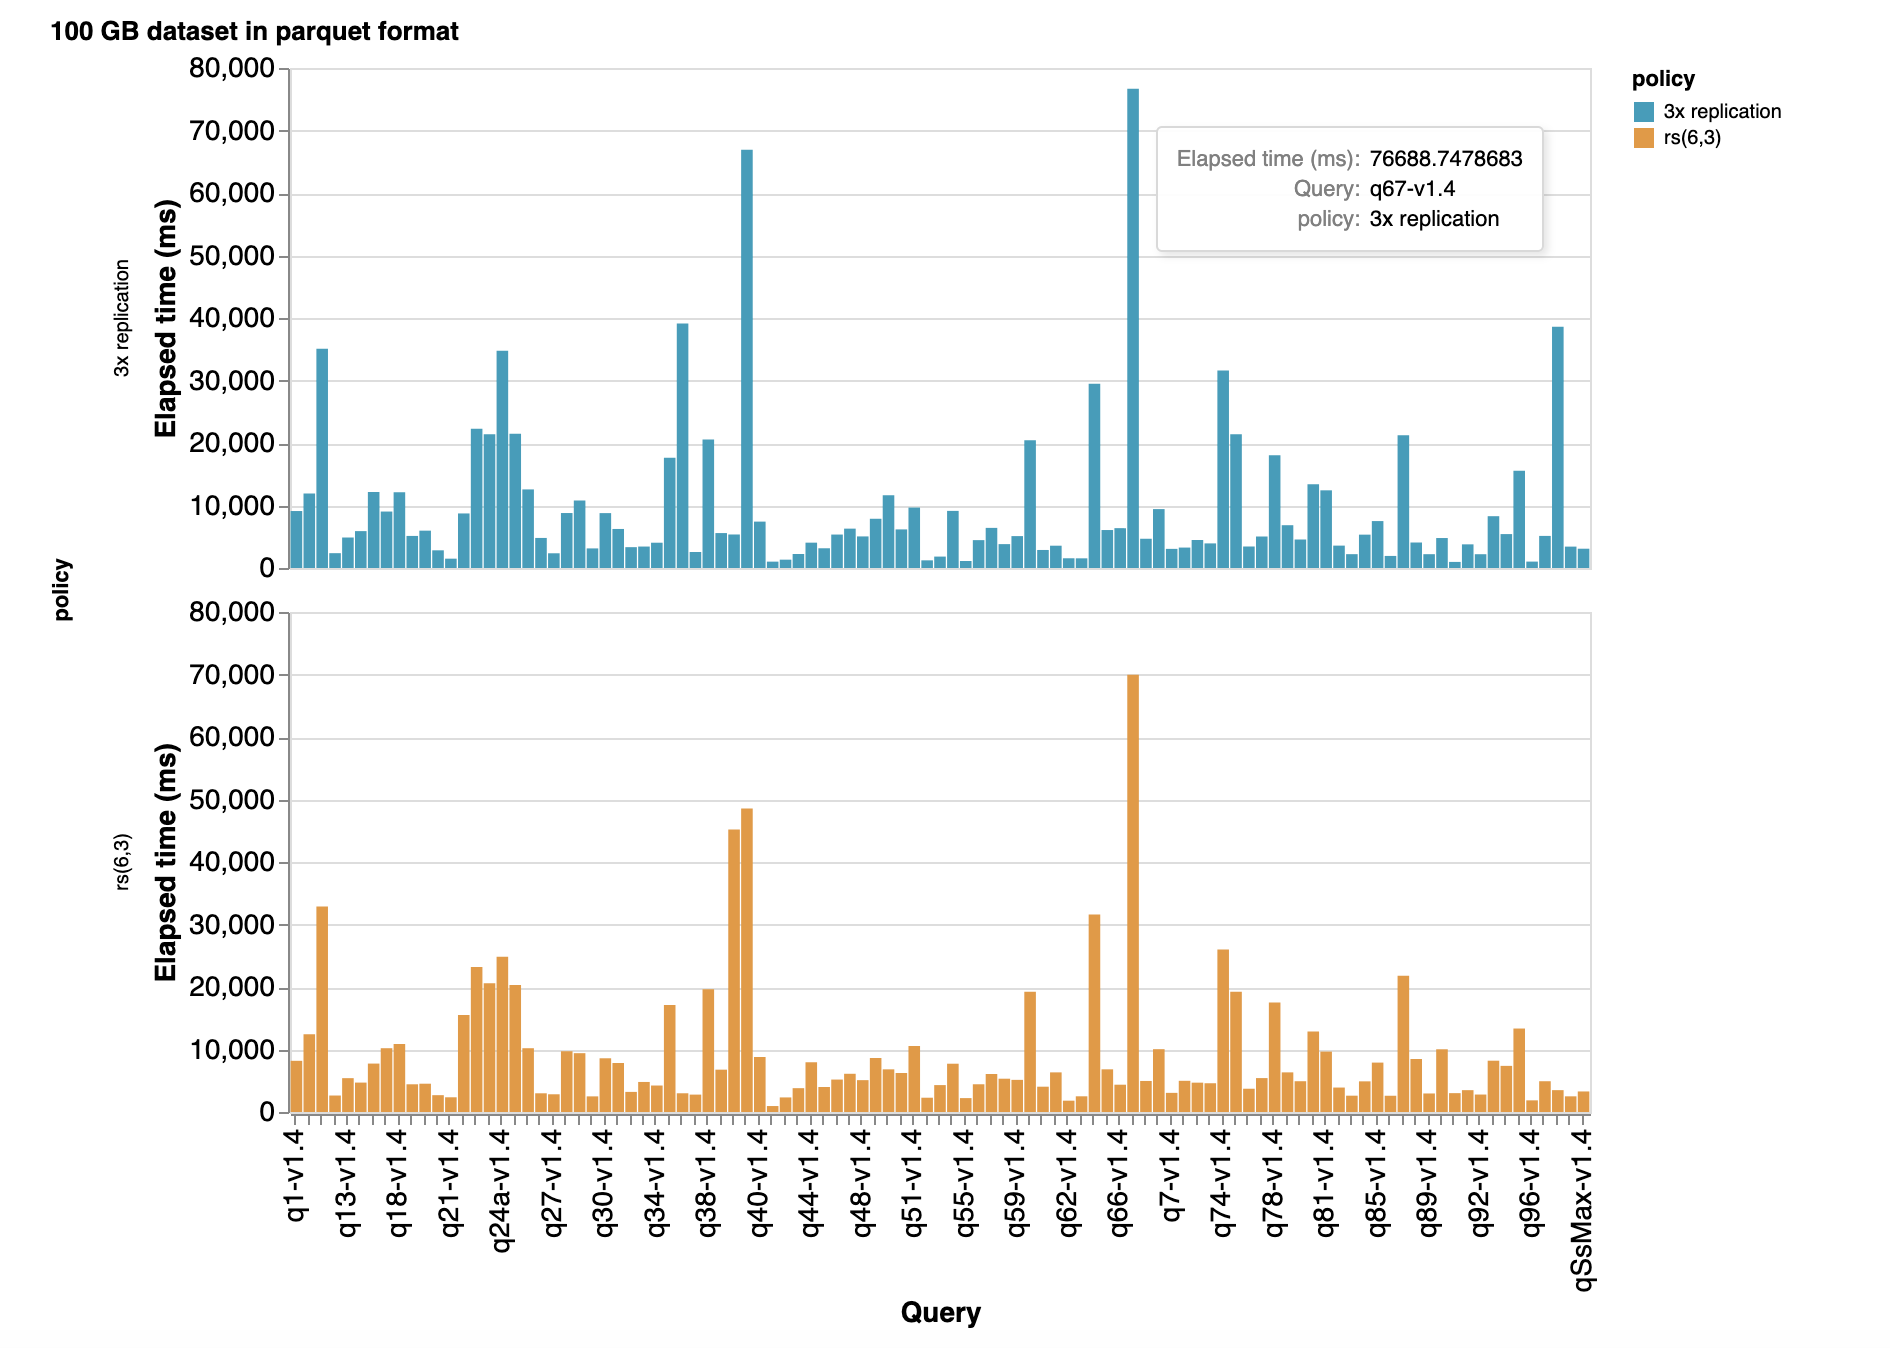 100 GB dataset in parquet format
policy
3x replication
rs(6,3)
policy
3x replication
Elapsed time (ms)
80,000
70,000
60,000
50,000
40,000
30,000
20,000
10,000
0
Elapsed time (ms): 76688.7478683
Query: q67-v1.4
policy: 3x replication
rs(6,3)
Elapsed time (ms)
80,000
70,000
60,000
50,000
40,000
30,000
20,000
10,000
0
q1-v1.4
q13-v1.4
q18-v1.4
q21-v1.4
q24a-v1.4
q27-v1.4
q30-v1.4
q34-v1.4
q38-v1.4
q40-v1.4
q44-v1.4
q48-v1.4
q51-v1.4
q55-v1.4
q59-v1.4
q62-v1.4
q66-v1.4
q7-v1.4
q74-v1.4
q78-v1.4
q81-v1.4
q85-v1.4
q89-v1.4
q92-v1.4
q96-v1.4
qSsMax-v1.4
Query